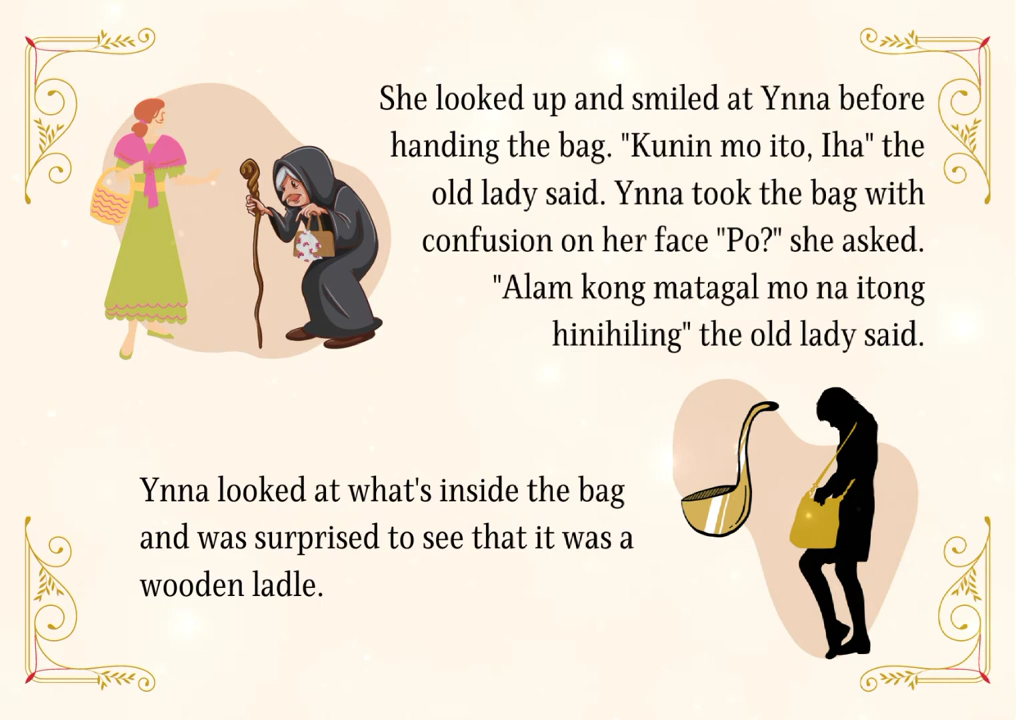 She looked up and smiled at Ynna before
handing the bag. "Kunin mo ito, Iha" the
old lady said. Ynna took the bag with
confusion on her face "Po?" she asked.
"Alam kong matagal mo na itong
hinihiling" the old lady said.
Ynna looked at what's inside the bag
and was surprised to see that it was a
wooden ladle.